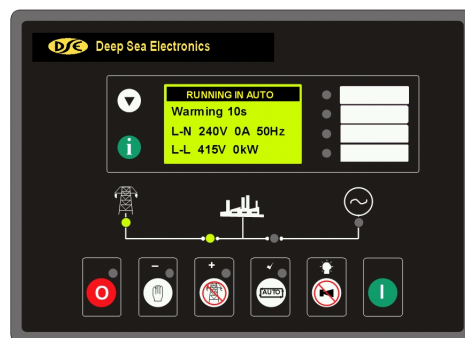 DSE Deep Sea Electronics
RUNNING IN AUTO
Warming 10s
L-N 240V 0A 50Hz
L-L 415V 0kW
i
− + 
O AUTO I